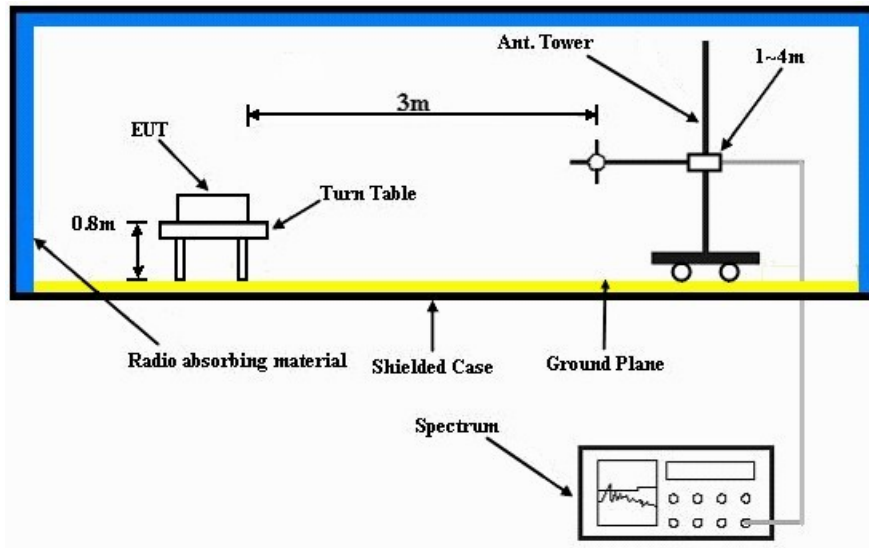 Ant. Tower
1~4m
3m
EUT
Turn Table
0.8m
Radio absorbing material
Shielded Case
Ground Plane
Spectrum